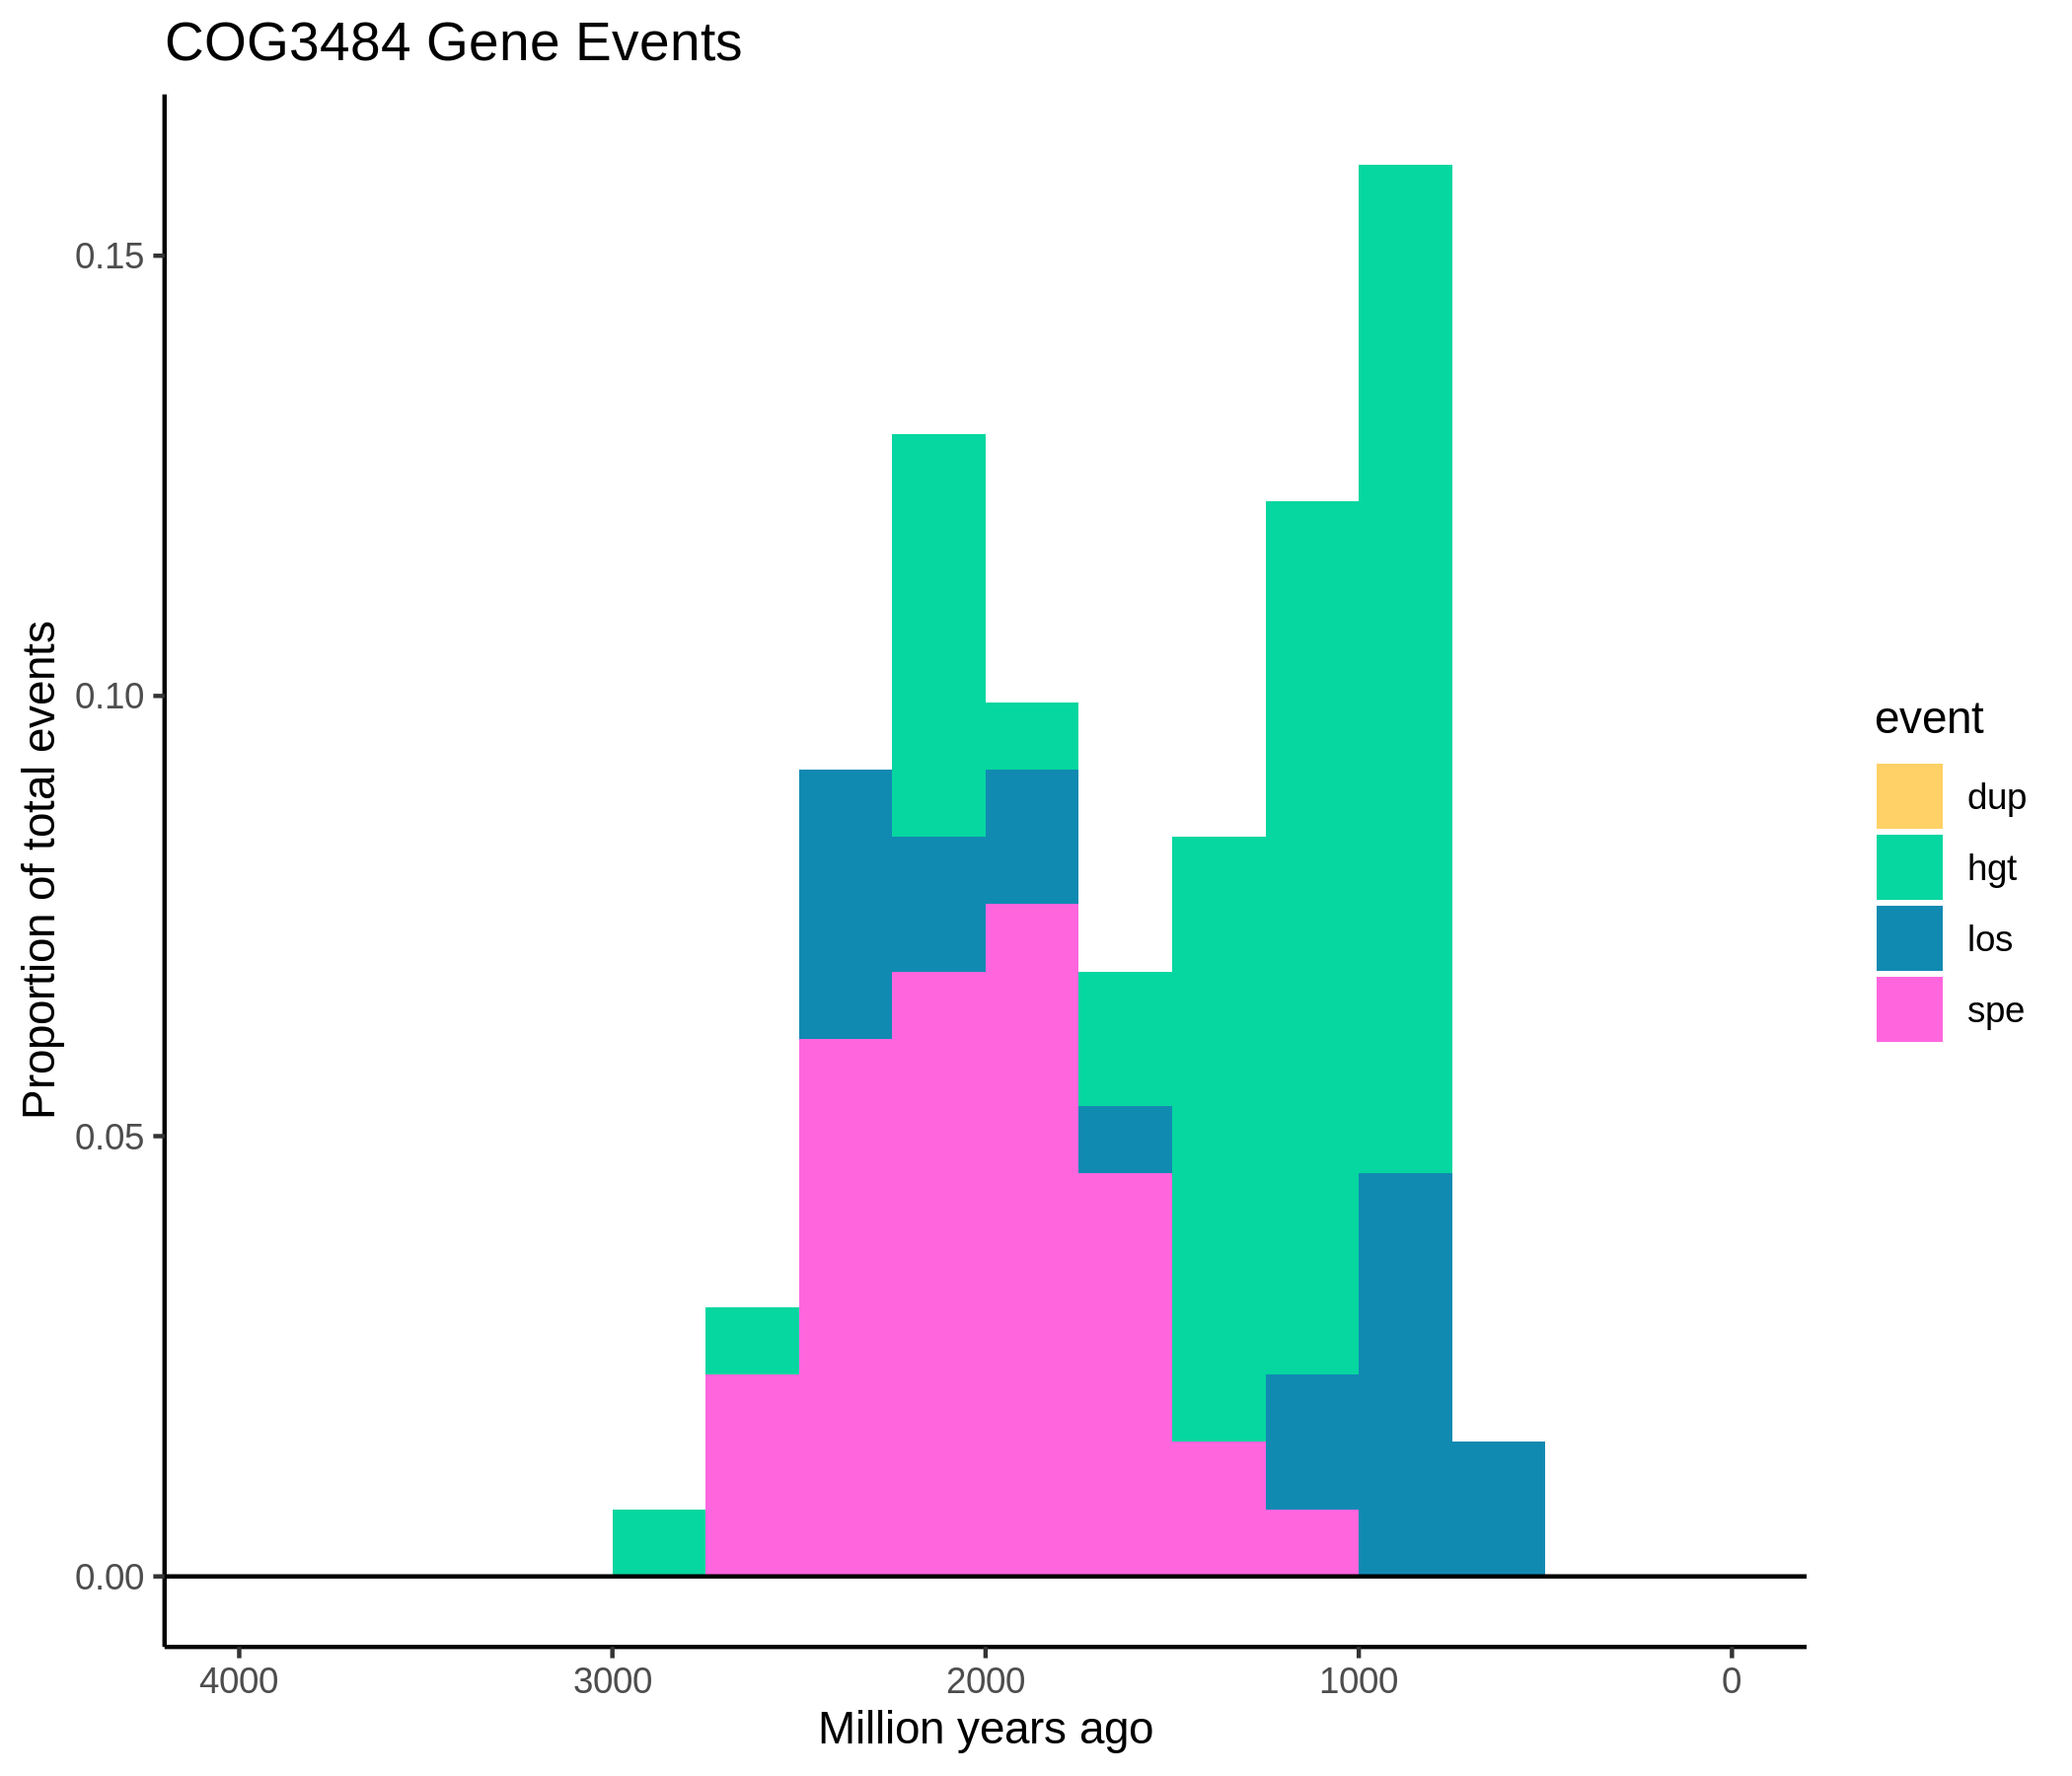 COG3484 Gene Events
Proportion of total events
0.15
0.10
0.05
0.00
4000
3000
2000
1000
0
Million years ago
event
dup
hgt
los
spe